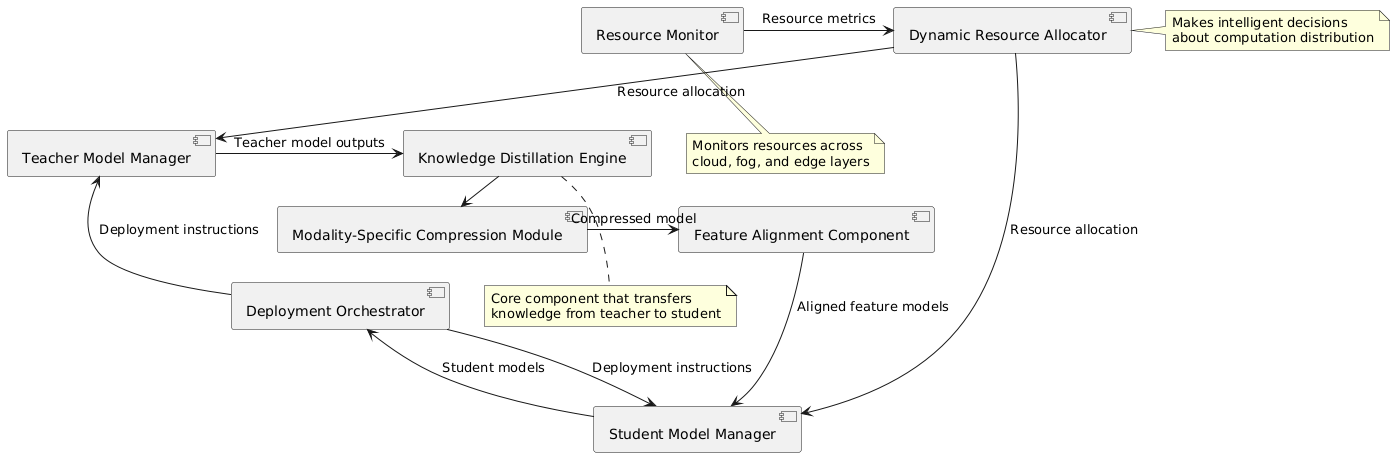 Resource Monitor
Resource metrics
Dynamic Resource Allocator
Makes intelligent decisions
about computation distribution
Resource allocation
Monitors resources across
cloud, fog, and edge layers
Teacher Model Manager
Teacher model outputs
Knowledge Distillation Engine
Modality-Specific Compression Module
Compressed model
Feature Alignment Component
Deployment instructions
Resource allocation
Deployment Orchestrator
Core component that transfers
knowledge from teacher to student
Aligned feature models
Student models
Deployment instructions
Student Model Manager